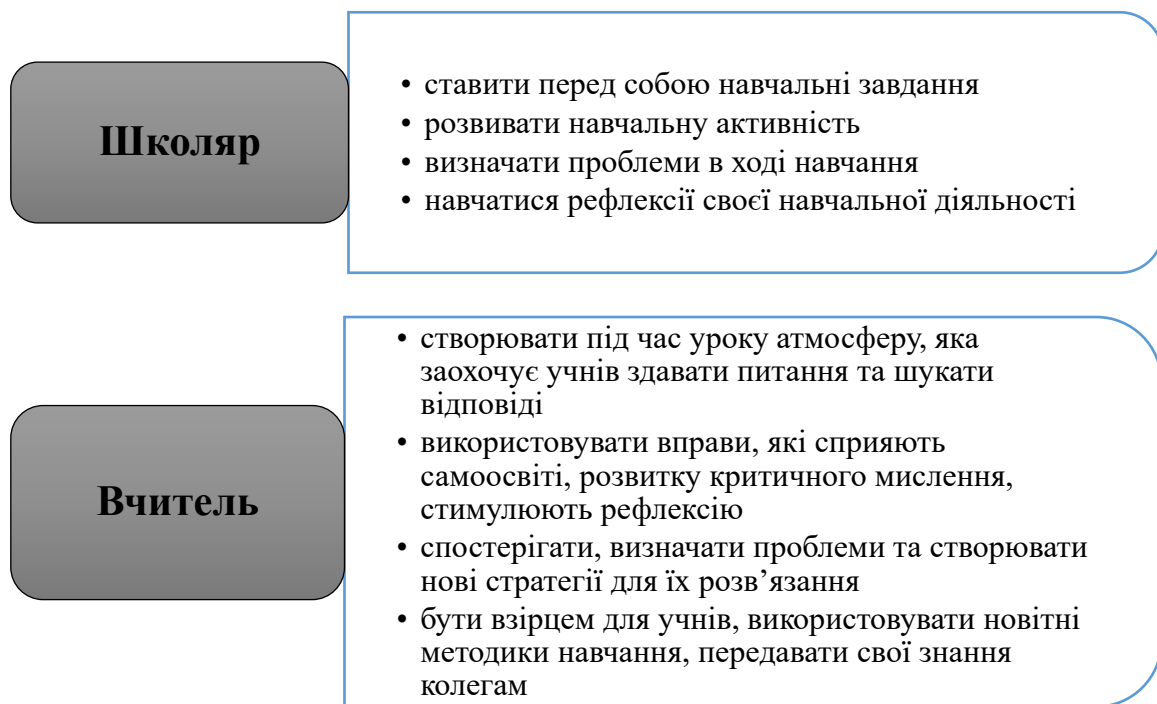 Школяр
• ставити перед собою навчальні завдання
• розвивати навчальну активність
• визначати проблеми в ході навчання
• навчатися рефлексії своєї навчальної діяльності
Вчитель
• створювати під час уроку атмосферу, яка
заохочує учнів здавати питання та шукати
відповіді
• використовувати вправи, які сприяють
самоосвіті, розвитку критичного мислення,
стимулюють рефлексію
• спостерігати, визначати проблеми та створювати
нові стратегії для їх розв’язання
• бути взірцем для учнів, використовувати новітні
методики навчання, передавати свої знання
колегам